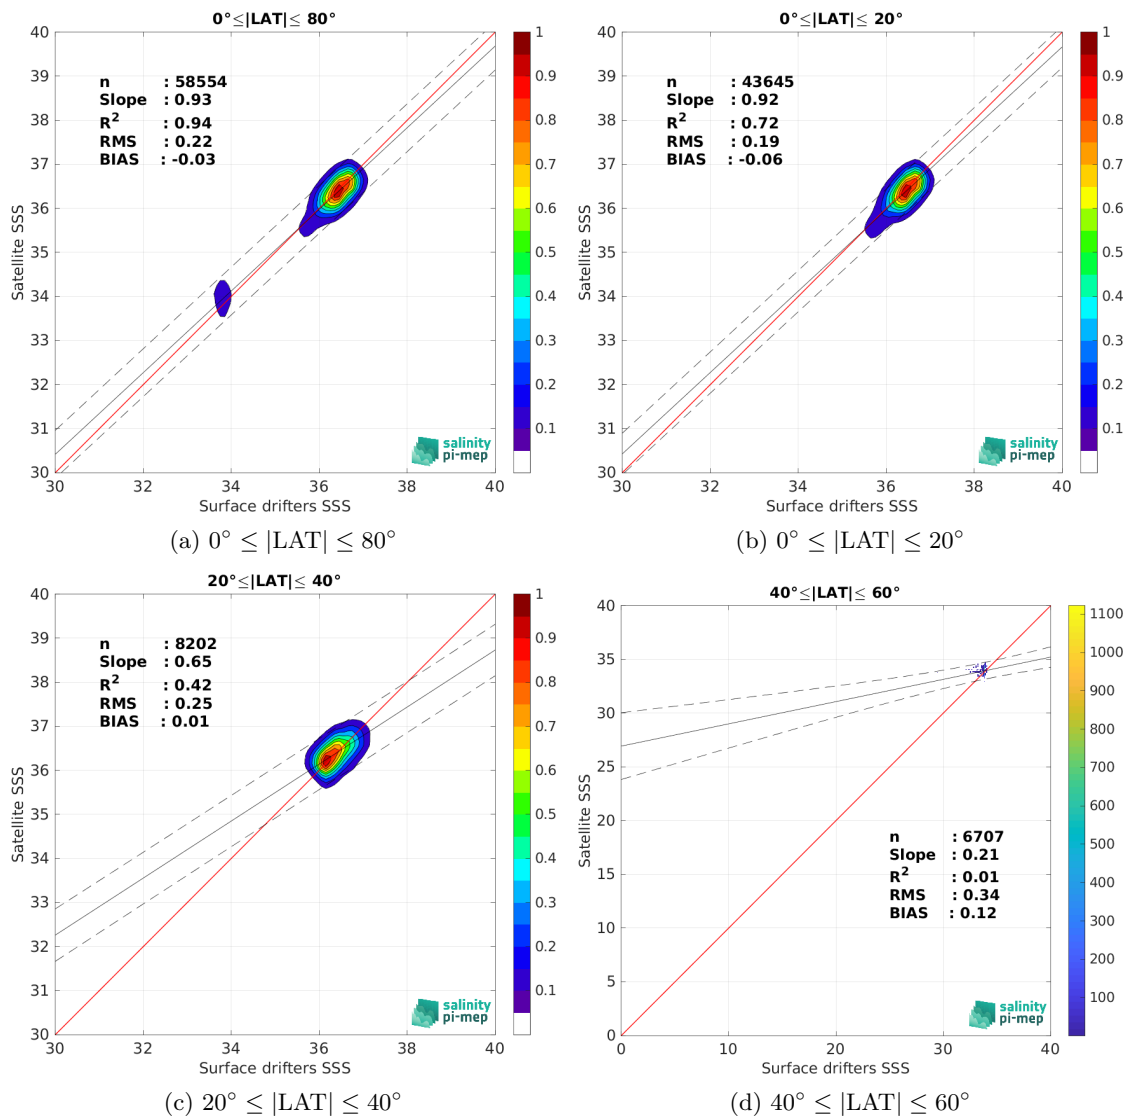 0°≤|LAT|≤ 80°
40
39
38
37
36
35
34
33
32
31
30
Satellite SSS
n : 58554
Slope : 0.93
R²  : 0.94
RMS : 0.22
BIAS : -0.03
1
0.9
0.8
0.7
0.6
0.5
0.4
0.3
0.2
0.1
salinity
pi-mep
30 32 34 36 38 40
Surface drifters SSS
(a) 0° ≤ |LAT| ≤ 80°
0°≤|LAT|≤ 20°
40
39
38
37
36
35
34
33
32
31
30
Satellite SSS
n : 43645
Slope : 0.92
R² : 0.72
RMS : 0.19
BIAS : -0.06
1
0.9
0.8
0.7
0.6
0.5
0.4
0.3
0.2
0.1
salinity
pi-mep
30 32 34 36 38 40
Surface drifters SSS
(b) 0° ≤ |LAT| ≤ 20°
20°≤|LAT|≤ 40°
40
39
38
37
36
35
34
33
32
31
30
Satellite SSS
n : 8202
Slope : 0.65
R² : 0.42
RMS : 0.25
BIAS : 0.01
1
0.9
0.8
0.7
0.6
0.5
0.4
0.3
0.2
0.1
salinity
pi-mep
30 32 34 36 38 40
Surface drifters SSS
(c) 20° ≤ |LAT| ≤ 40°
40°≤|LAT|≤ 60°
40
35
30
25
20
15
10
5
0
Satellite SSS
n : 6707
Slope : 0.21
R² : 0.01
RMS : 0.34
BIAS : 0.12
1100
1000
900
800
700
600
500
400
300
200
100
salinity
pi-mep
0 10 20 30 40
Surface drifters SSS
(d) 40° ≤ |LAT| ≤ 60°